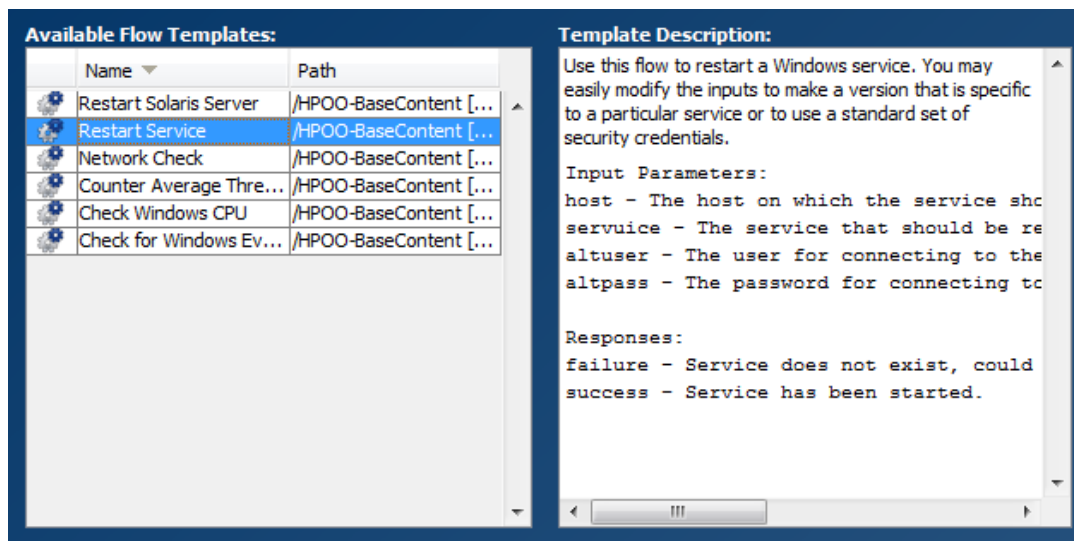 Available Flow Templates:
Name Path
Restart Solaris Server /HPOO-BaseContent [...
Restart Service /HPOO-BaseContent [...
Network Check /HPOO-BaseContent [...
Counter Average Thre... /HPOO-BaseContent [...
Check Windows CPU /HPOO-BaseContent [...
Check for Windows Ev... /HPOO-BaseContent [...
Template Description:
Use this flow to restart a Windows service. You may
easily modify the inputs to make a version that is specific
to a particular service or to use a standard set of
security credentials.
Input Parameters:
host - The host on which the service sho
servuice - The service that should be re
altuser - The user for connecting to the
altpass - The password for connecting to
Responses:
failure - Service does not exist, could
success - Service has been started.